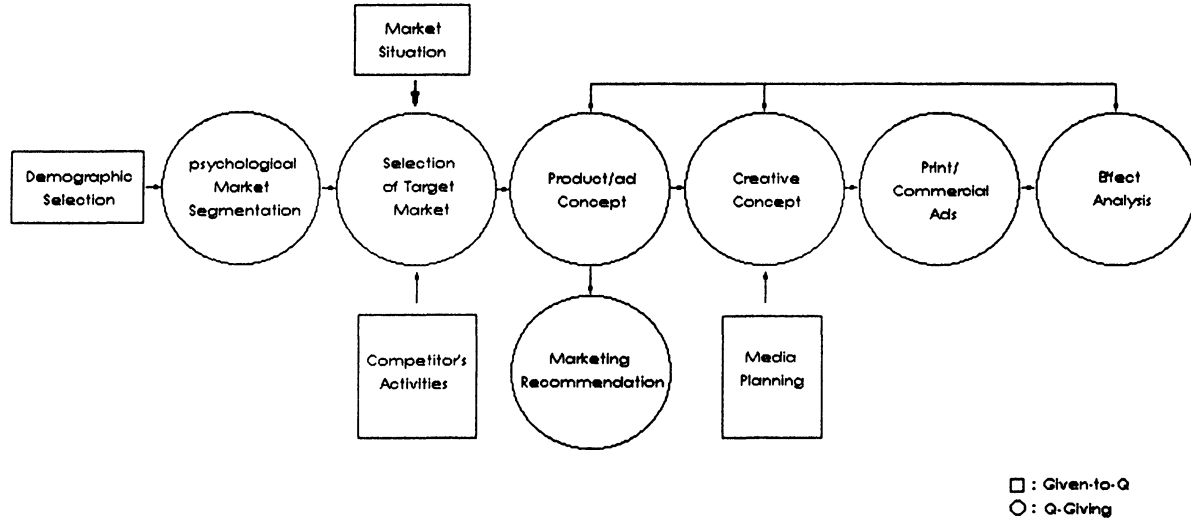 Market
Situation
Demographic
Selection
psychological
Market
Segmentation
Selection
of Target
Market
Product/ad
Concept
Creative
Concept
Print/
Commercial
Ads
Effect
Analysis
Competitor's
Activities
Marketing
Recommendation
Media
Planning
: Given-to-Q
: Q-Giving